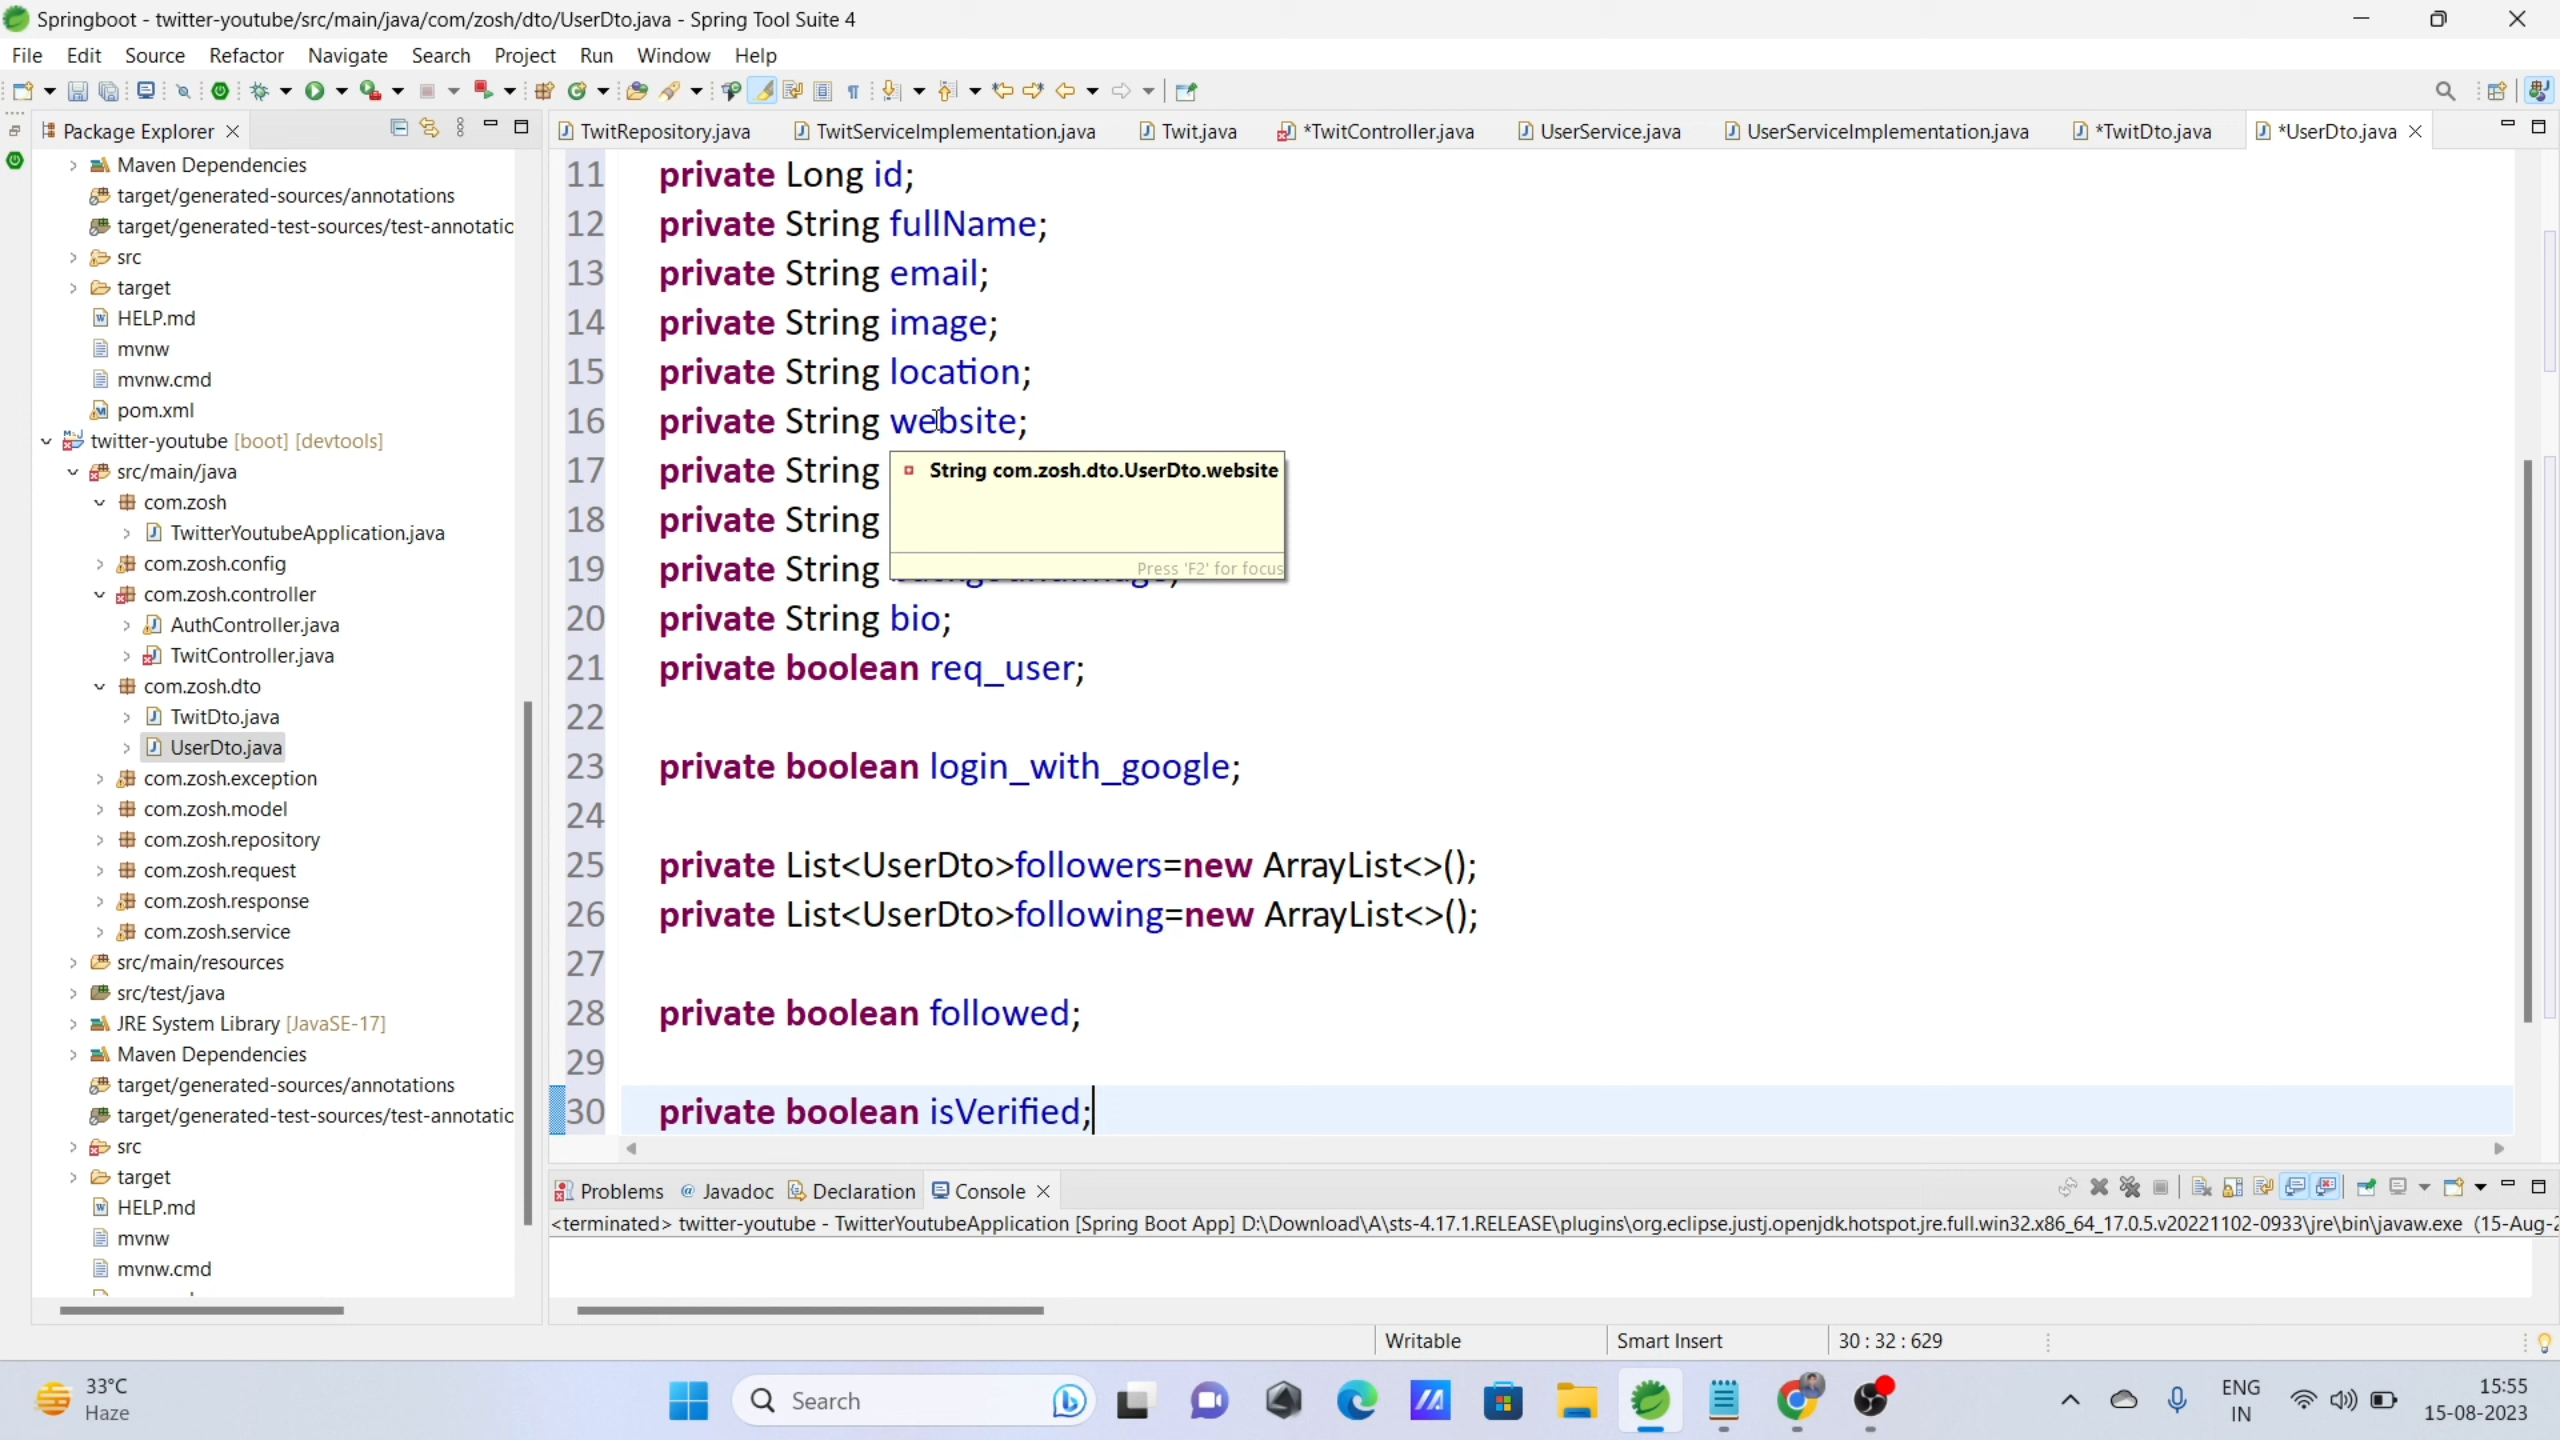 Springboot - twitter-youtube/src/main/java/com/zosh/dto/UserDto.java - Spring Tool Suite 4
File Edit Source Refactor Navigate Search Project Run Window Help
Package Explorer
Maven Dependencies
target/generated-sources/annotations
target/generated-test-sources/test-annotatic
src
target
HELP.md
mvnw
mvnw.cmd
pom.xml
twitter-youtube [boot] [devtools]
src/main/java
com.zosh
TwitterYoutubeApplication.java
com.zosh.config
com.zosh.controller
AuthController.java
TwitController.java
com.zosh.dto
TwitDto.java
UserDto.java
com.zosh.exception
com.zosh.model
com.zosh.repository
com.zosh.request
com.zosh.response
com.zosh.service
src/main/resources
src/test/java
JRE System Library [JavaSE-17]
Maven Dependencies
target/generated-sources/annotations
target/generated-test-sources/test-annotatic
src
target
HELP.md
mvnw
mvnw.cmd
TwitRepository.java TwitServiceImplementation.java Twit.java *TwitController.java UserService.java UserServiceImplementation.java *TwitDto.java *UserDto.java
11 private Long id;
12 private String fullName;
13 private String email;
14 private String image;
15 private String location;
16 private String website;
17 private String
18 private String
19 private String
20 private String bio;
21 private boolean req_user;
22
23 private boolean login_with_google;
24
25 private List<UserDto>followers=new ArrayList<>();
26 private List<UserDto>following=new ArrayList<>();
27
28 private boolean followed;
29
30 private boolean isVerified;
String com.zosh.dto.UserDto.website
Press 'F2' for focus
Problems @ Javadoc Declaration Console
<terminated> twitter-youtube - TwitterYoutubeApplication [Spring Boot App] D:\Download\A\sts-4.17.1.RELEASE\plugins\org.eclipse.justj.openjdk.hotspot.jre.full.win32.x86_64_17.0.5.v20221102-0933\jre\bin\javaw.exe (15-Aug-2
Writable Smart Insert 30 : 32 : 629
33°C
Haze
Search
ENG
IN
15:55
15-08-2023